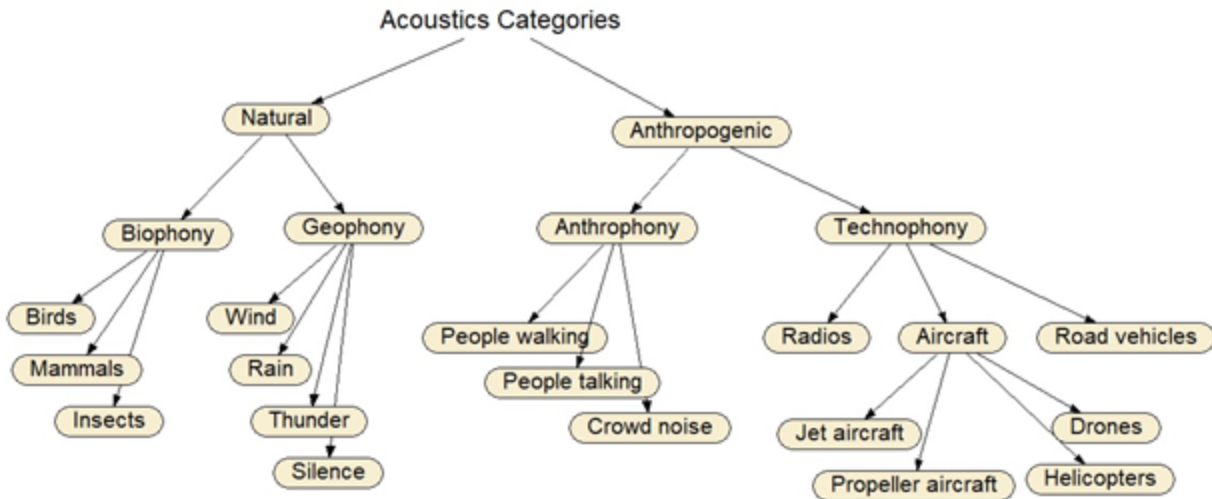 Acoustics Categories
Natural
Anthropogenic
Biophony
Geophony
Anthrophony
Technophony
Birds
Wind
People walking
Radios
Aircraft
Road vehicles
Mammals
Rain
People talking
Insects
Thunder
Crowd noise
Jet aircraft
Drones
Silence
Propeller aircraft
Helicopters